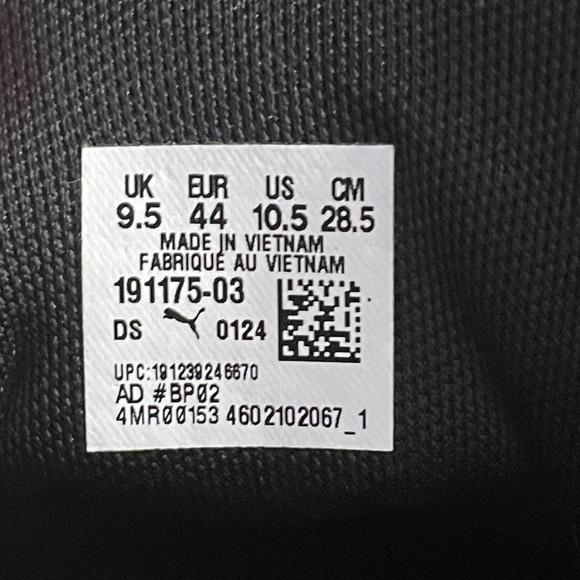 UK EUR US CM
9.5 44 10.5 28.5
MADE IN VIETNAM
FABRIQUÉ AU VIETNAM
191175-03
DS 0124
UPC:191239246670
AD #BP02
4MR00153 4602102067_1